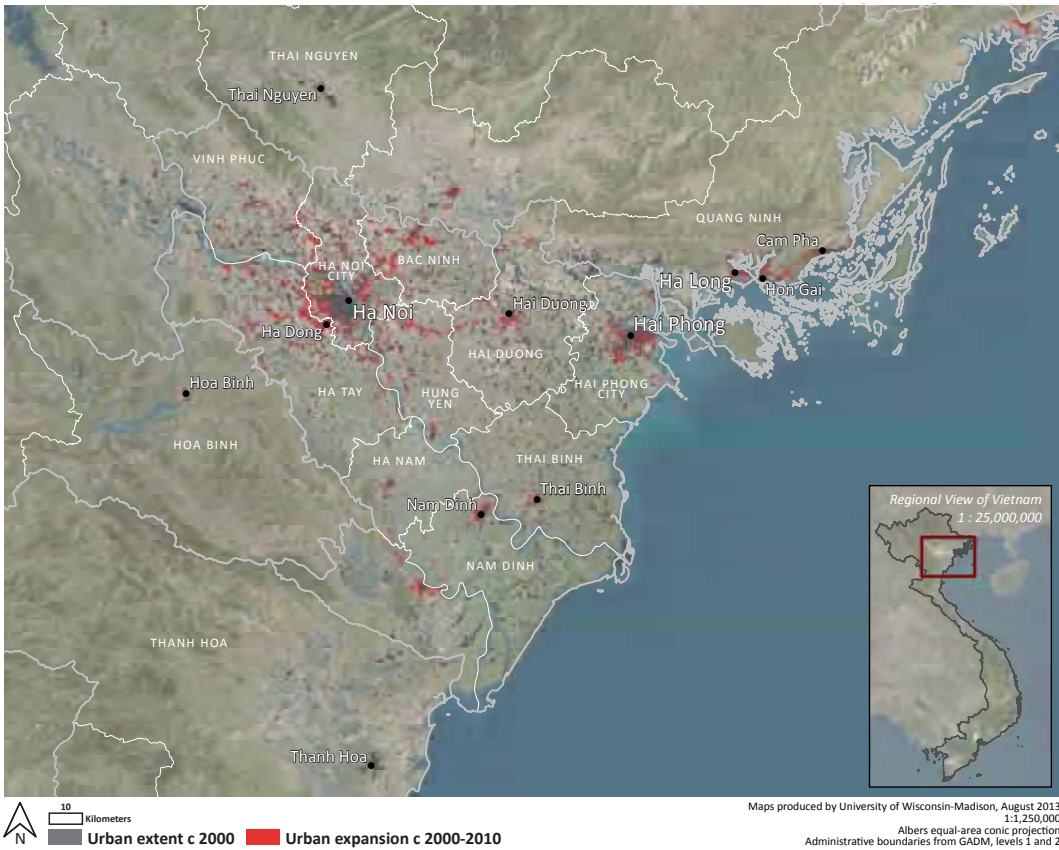 THAI NGUYEN
Thai Nguyen
VINH PHUC
QUANG NINH
Cam Pha
HA NOI
CITY
BAC NINH
Ha Long
Hon Gai
Ha Noi
Hai Duong
Hai Phong
Ha Dong
HAI DUONG
Hoa Binh
HA TAY
HUNG
YEN
HAI PHONG
CITY
HOA BINH
HA NAM
THAI BINH
Nam Dinh
Thai Binh
Regional View of Vietnam
1 : 25,000,000
NAM DINH
THANH HOA
Thanh Hoa
10
Kilometers
N
Urban extent c 2000
Urban expansion c 2000-2010
Maps produced by University of Wisconsin-Madison, August 2013
1:1,250,000
Albers equal-area conic projection
Administrative boundaries from GADM, levels 1 and 2